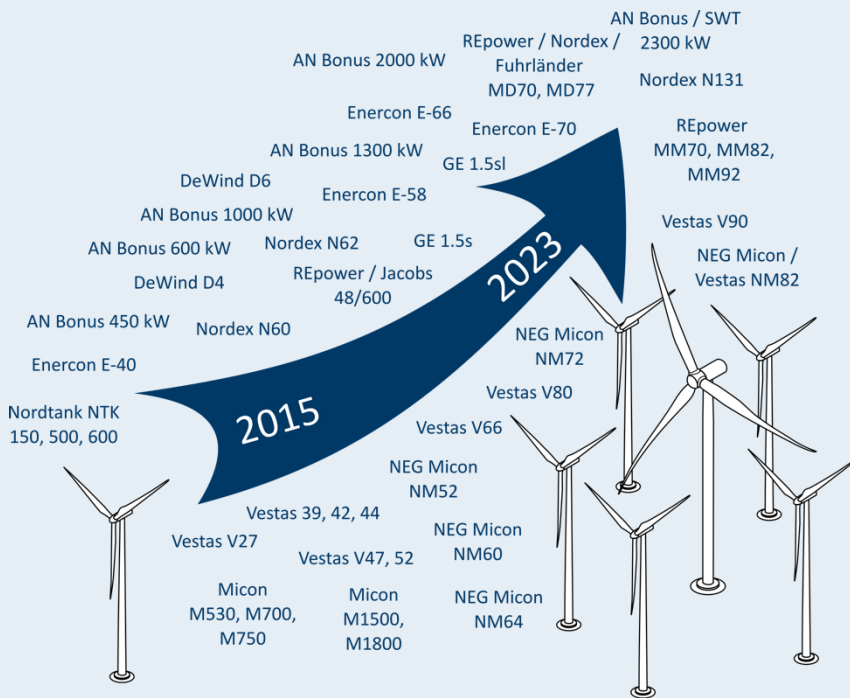 AN Bonus / SWT
2300 kW
REpower / Nordex /
Fuhrländer
MD70, MD77
AN Bonus 2000 kW
Nordex N131
Enercon E-66
Enercon E-70
REpower
MM70, MM82,
MM92
AN Bonus 1300 kW
GE 1.5sl
DeWind D6
Enercon E-58
AN Bonus 1000 kW
Vestas V90
AN Bonus 600 kW
Nordex N62
GE 1.5s
NEG Micon /
Vestas NM82
DeWind D4
REpower / Jacobs
48/600
2023
AN Bonus 450 kW
Nordex N60
NEG Micon
NM72
Enercon E-40
Vestas V80
Nordtank NTK
150, 500, 600
2015
Vestas V66
NEG Micon
NM52
Vestas 39, 42, 44
Vestas V27
NEG Micon
NM60
Vestas V47, 52
Micon
M530, M700,
M750
Micon
M1500,
M1800
NEG Micon
NM64